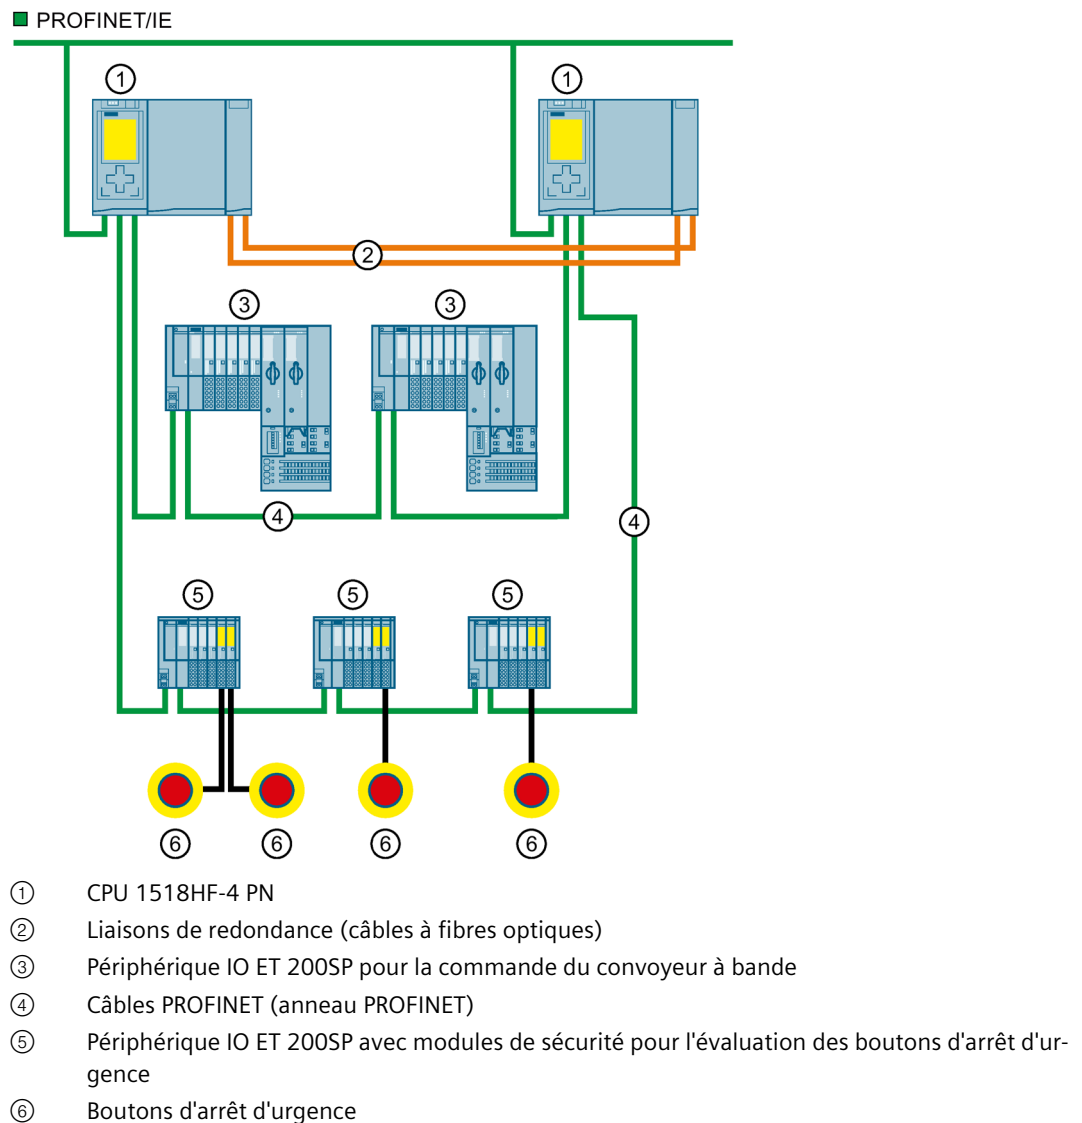 PROFINET/IE
① ①
②
③ ③
④
④
⑤ ⑤ ⑤
⑥ ⑥ ⑥ ⑥
① CPU 1518HF-4 PN
② Liaisons de redondance (câbles à fibres optiques)
③ Périphérique IO ET 200SP pour la commande du convoyeur à bande
④ Câbles PROFINET (anneau PROFINET)
⑤ Périphérique IO ET 200SP avec modules de sécurité pour l'évaluation des boutons d'arrêt d'ur-
gence
⑥ Boutons d'arrêt d'urgence